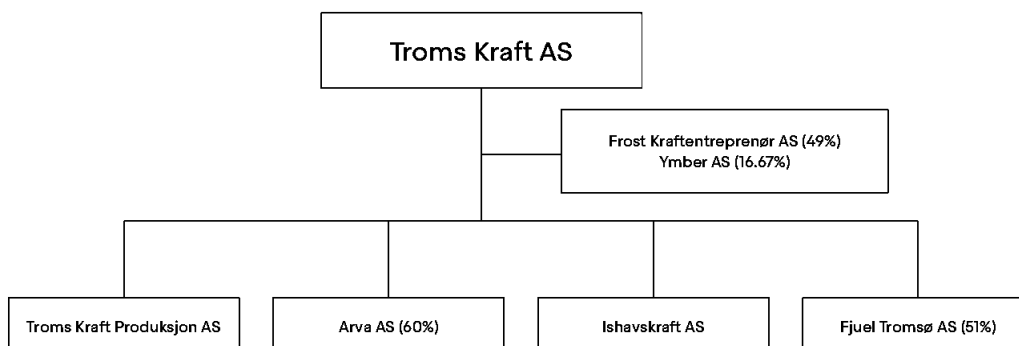 Troms Kraft AS
Frost Kraftentreprenør AS (49%)
Ymber AS (16.67%)
Troms Kraft Produksjon AS
Arva AS (60%)
Ishavskraft AS
Fjuel Tromsø AS (51%)